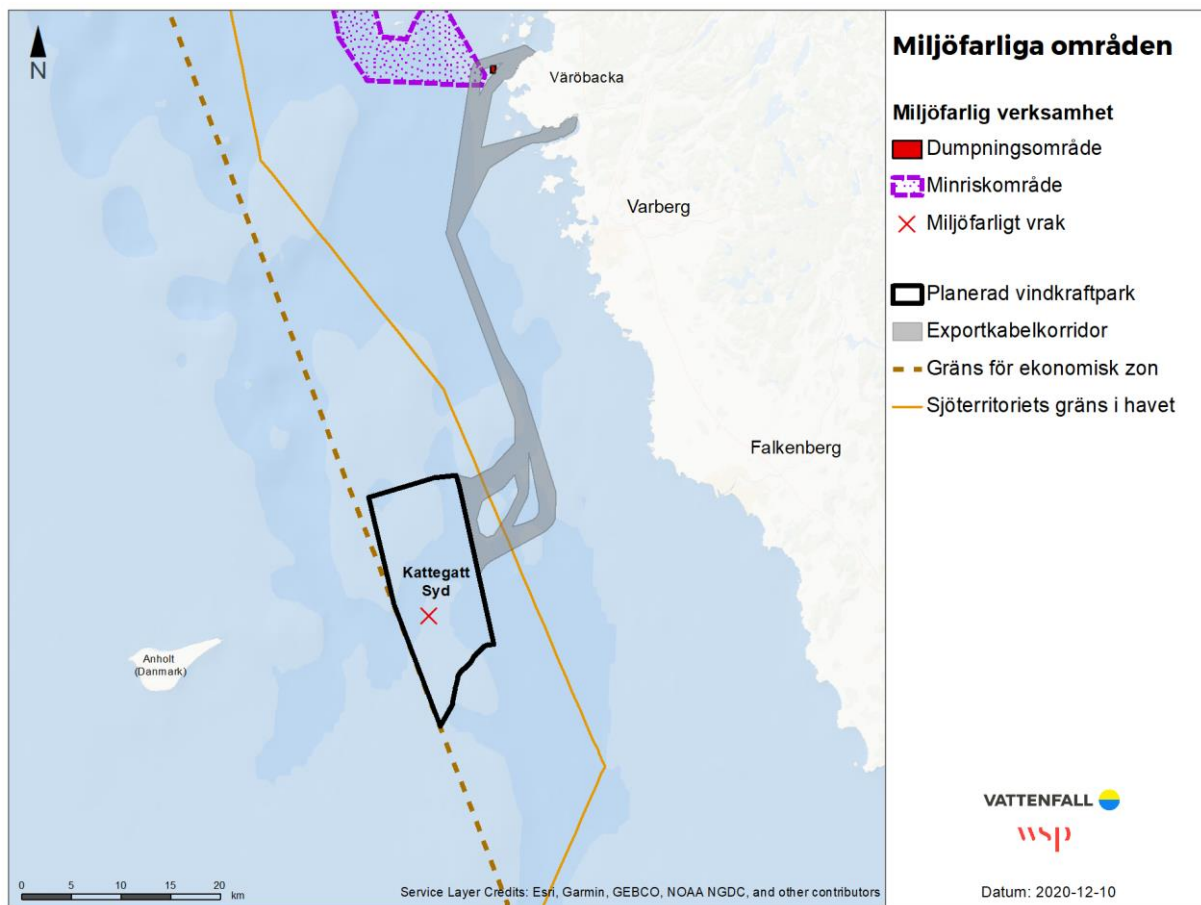 Miljöfarliga områden
Miljöfarlig verksamhet
Dumpningsområde
Minriskområde
Miljöfarligt vrak
Planerad vindkraftpark
Exportkabelkorridor
Gräns för ekonomisk zon
Sjöterritoriets gräns i havet
N
Väröbacka
Varberg
Falkenberg
Kattegatt
Syd
Anholt
(Danmark)
0 5 10 15 20
km
Service Layer Credits: Esri, Garmin, GEBCO, NOAA NGDC, and other contributors
VATTENFALL
wsp
Datum: 2020-12-10